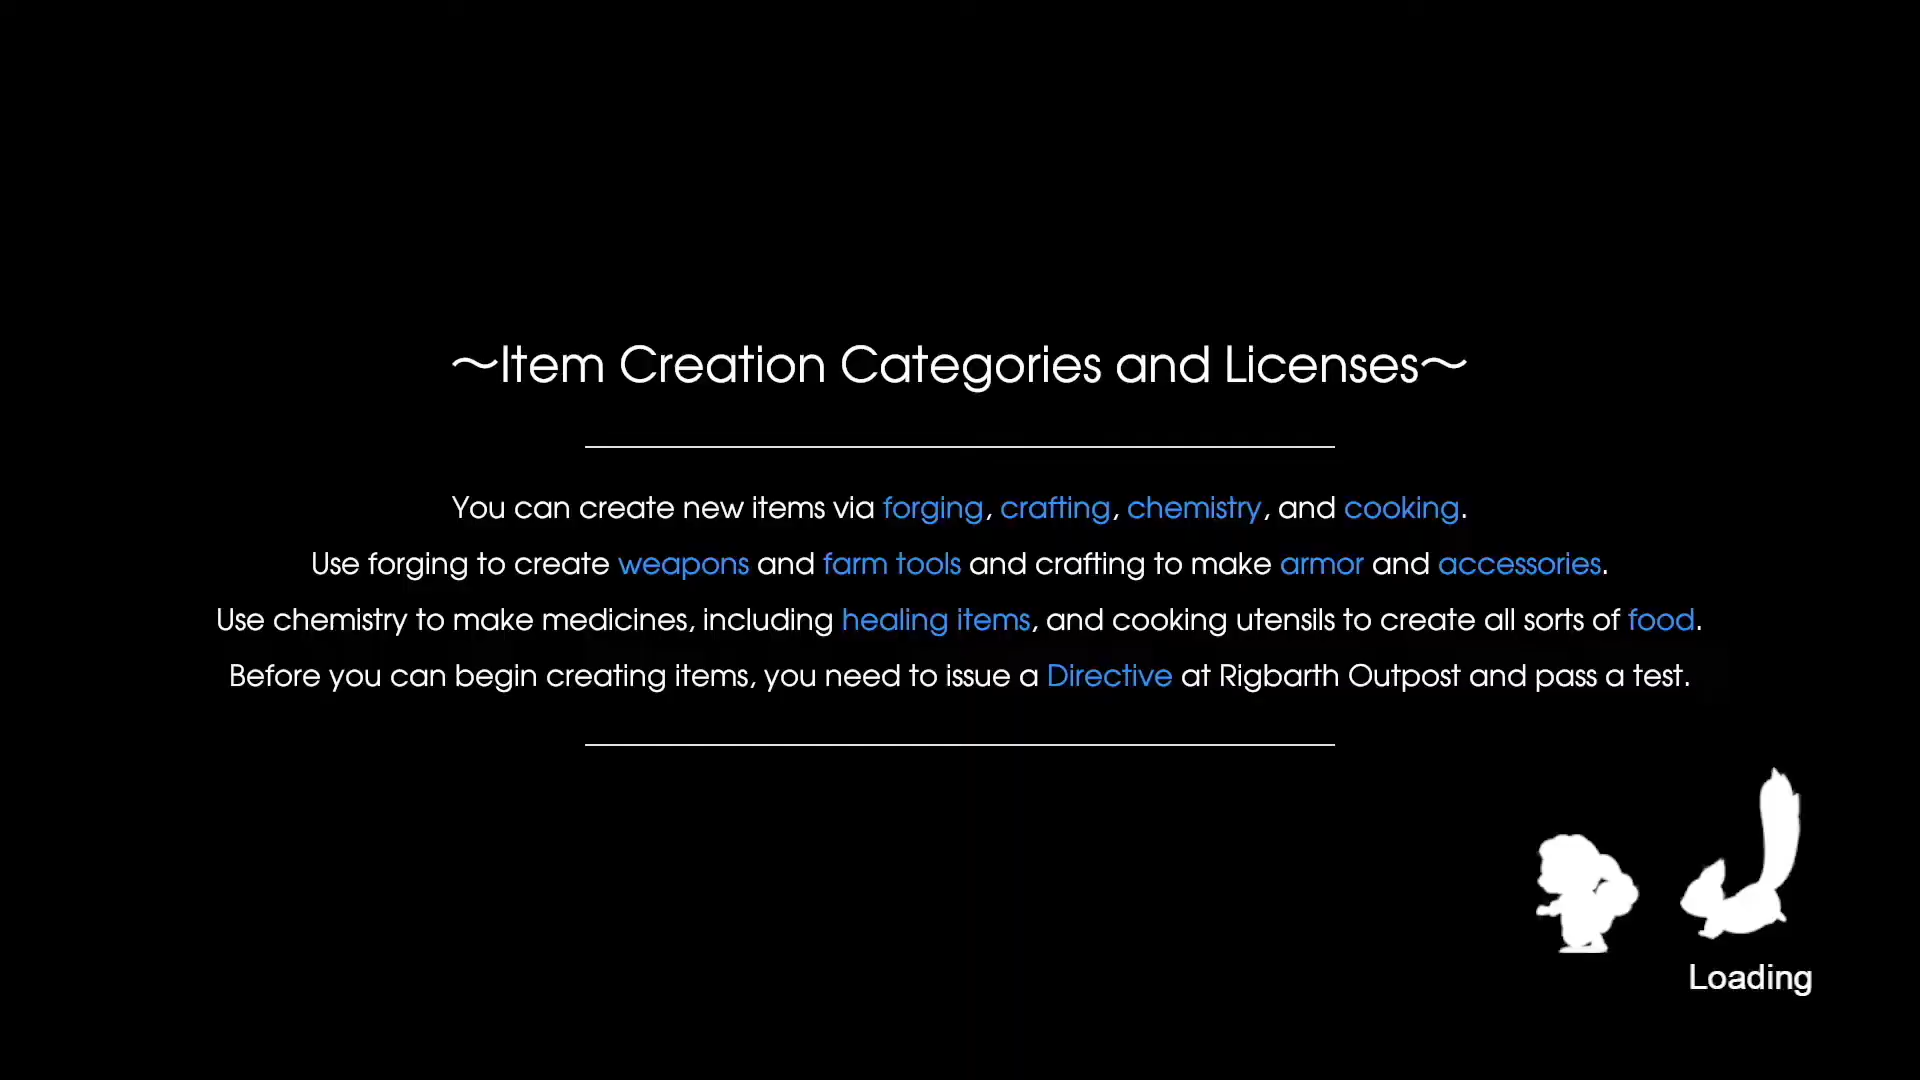 ～Item Creation Categories and Licenses～
You can create new items via forging, crafting, chemistry, and cooking.
Use forging to create weapons and farm tools and crafting to make armor and accessories.
Use chemistry to make medicines, including healing items, and cooking utensils to create all sorts of food.
Before you can begin creating items, you need to issue a Directive at Rigbarth Outpost and pass a test.
Loading